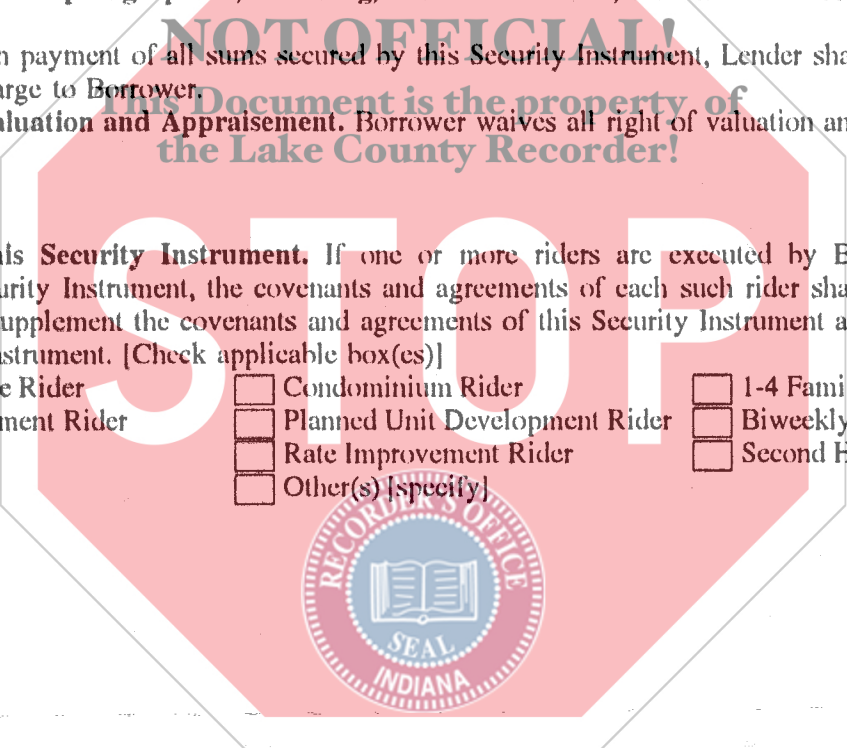 NOT OFFICIAL!
n payment of all sums secured by this Security Instrument, Lender sha
arge to Borrower.
This Document is the property of
aluation and Appraisement. Borrower waives all right of valuation an
the Lake County Recorder!
STOP
is Security Instrument. If one or more riders are executed by B
urity Instrument, the covenants and agreements of each such rider sha
upplement the covenants and agreements of this Security Instrument a
strument. [Check applicable box(es)]
e Rider Condominium Rider 1-4 Fami
ment Rider Planned Unit Development Rider Biweekly
Rate Improvement Rider Second H
Other(s) [specify]
RECORDER'S OFFICE
SEAL
INDIANA